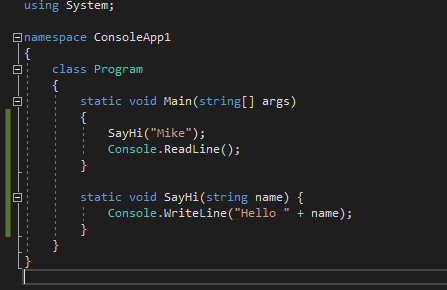 using System;
namespace ConsoleApp1
{
    class Program
    {
        static void Main(string[] args)
        {
            SayHi("Mike");
            Console.ReadLine();
        }

        static void SayHi(string name) {
            Console.WriteLine("Hello " + name);
        }
    }
}